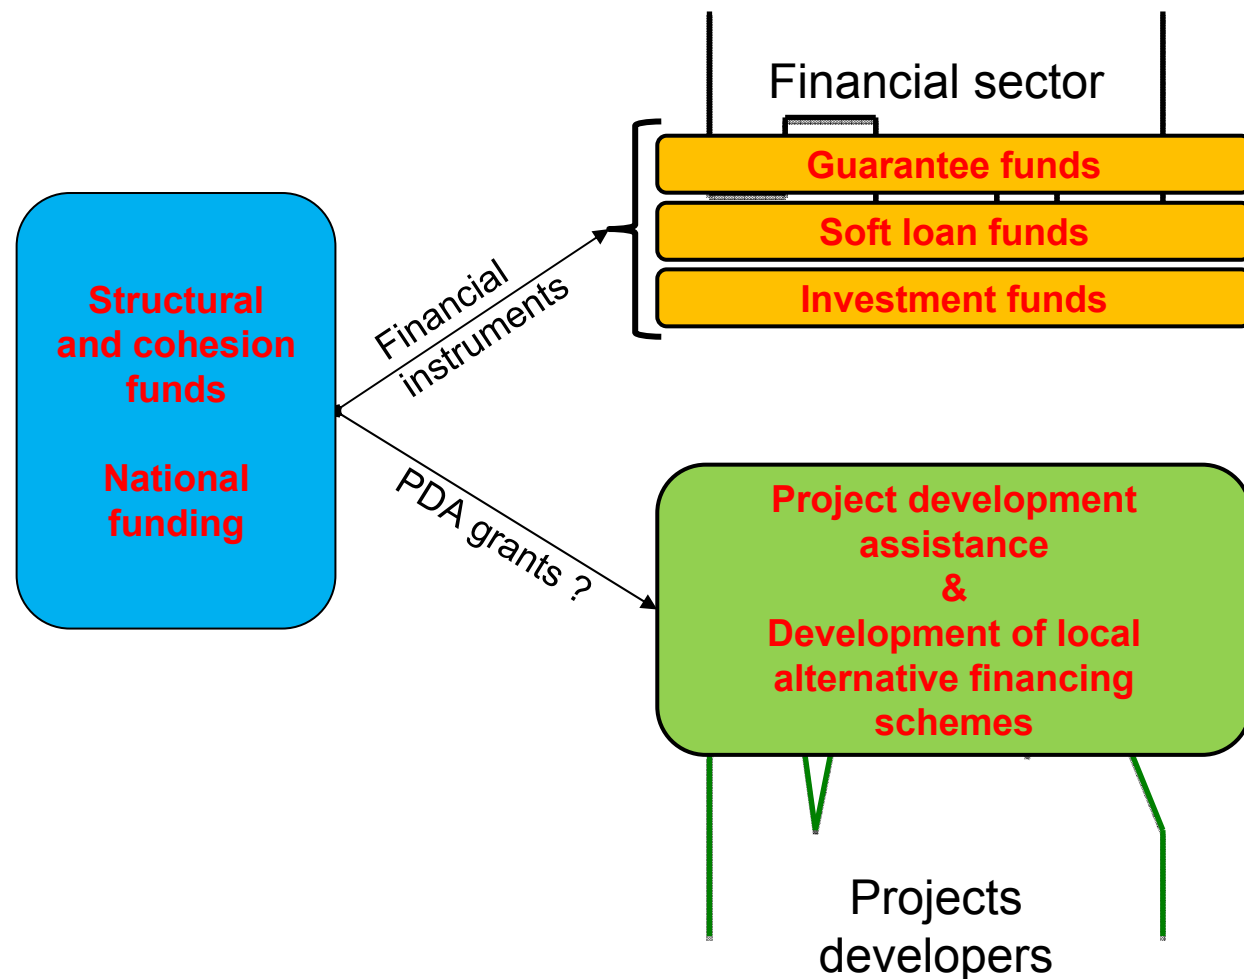 Financial sector
Guarantee funds
Soft loan funds
Investment funds
Structural
and cohesion
funds
National
funding
Financial
instruments
PDA grants ?
Project development
assistance
&
Development of local
alternative financing
schemes
Projects
developers